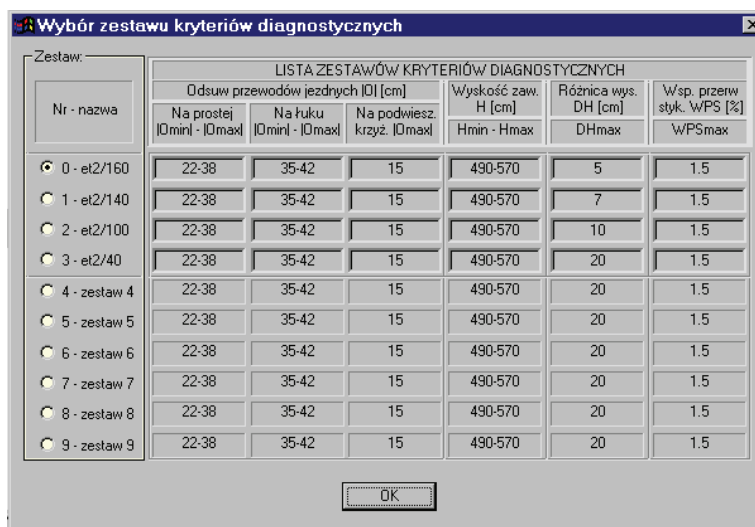 Wybór zestawu kryteriów diagnostycznych
Zestaw:
Nr - nazwa
LISTA ZESTAWÓW KRYTERIÓW DIAGNOSTYCZNYCH
Odsuw przewodów jezdnych |O| [cm] Wyskość zaw. H [cm] Różnica wys. DH [cm] Wsp. przerw styk. WPS [%]
Na prostej |Omin| - |Omax| Na łuku |Omin| - |Omax| Na podwiesz. krzyż. |Omax| Hmin - Hmax DHmax WPSmax
0 - et2/160 22-38 35-42 15 490-570 5 1.5
1 - et2/140 22-38 35-42 15 490-570 7 1.5
2 - et2/100 22-38 35-42 15 490-570 10 1.5
3 - et2/40 22-38 35-42 15 490-570 20 1.5
4 - zestaw 4 22-38 35-42 15 490-570 20 1.5
5 - zestaw 5 22-38 35-42 15 490-570 20 1.5
6 - zestaw 6 22-38 35-42 15 490-570 20 1.5
7 - zestaw 7 22-38 35-42 15 490-570 20 1.5
8 - zestaw 8 22-38 35-42 15 490-570 20 1.5
9 - zestaw 9 22-38 35-42 15 490-570 20 1.5
OK